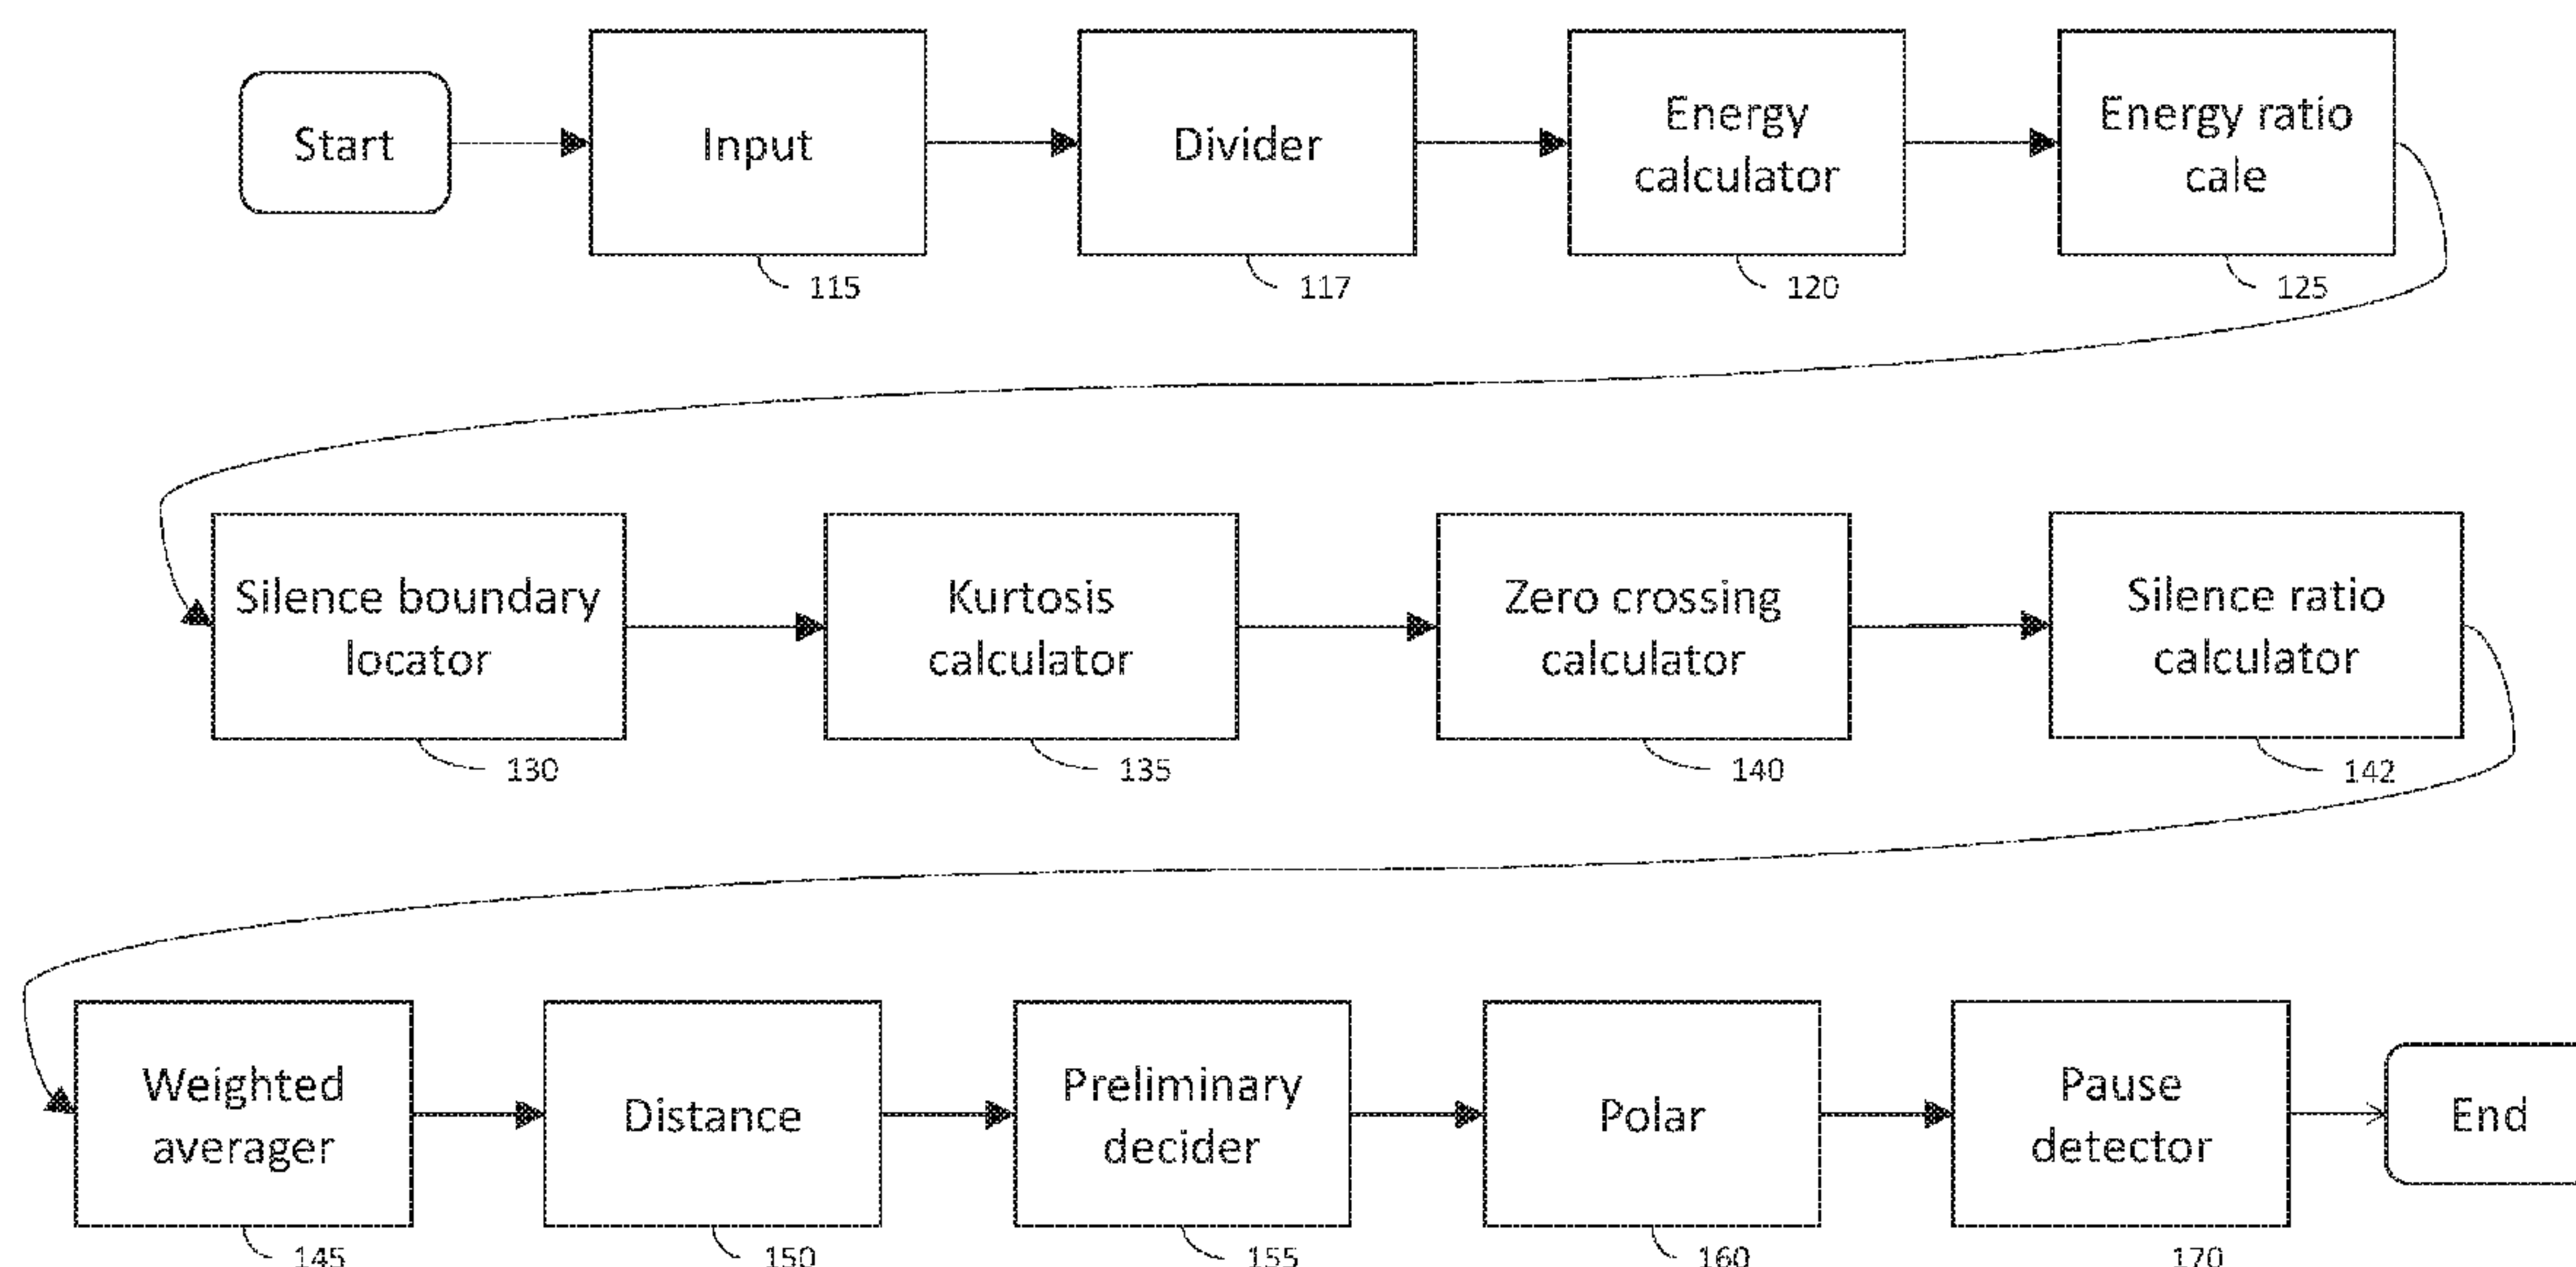 Start
Input
Divider
Energy
calculator
Energy ratio
cale
115
117
120
125
Silence boundary
locator
Kurtosis
calculator
Zero crossing
calculator
Silence ratio
calculator
130
135
140
142
Weighted
averager
Distance
Preliminary
decider
Polar
Pause
detector
End
145
150
155
160
170